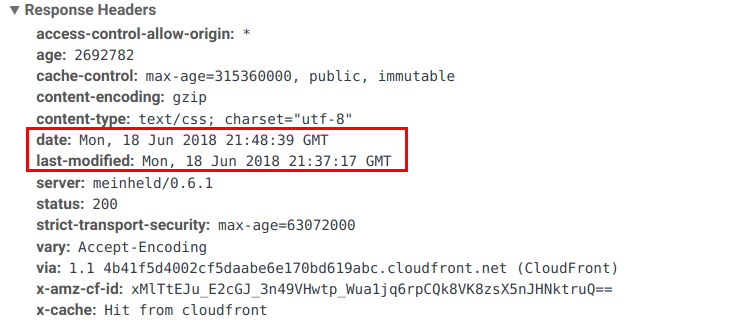 ▼ Response Headers
access-control-allow-origin: *
age: 2692782
cache-control: max-age=315360000, public, immutable
content-encoding: gzip
content-type: text/css; charset="utf-8"
date: Mon, 18 Jun 2018 21:48:39 GMT
last-modified: Mon, 18 Jun 2018 21:37:17 GMT
server: meinheld/0.6.1
status: 200
strict-transport-security: max-age=63072000
vary: Accept-Encoding
via: 1.1 4b41f5d4002cf5daabe6e170bd619abc.cloudfront.net (CloudFront)
x-amz-cf-id: xMlTtEJu_E2cGJ_3n49VHwtp_Wua1jq6rpCQk8VK8zsX5nJHNktruQ==
x-cache: Hit from cloudfront